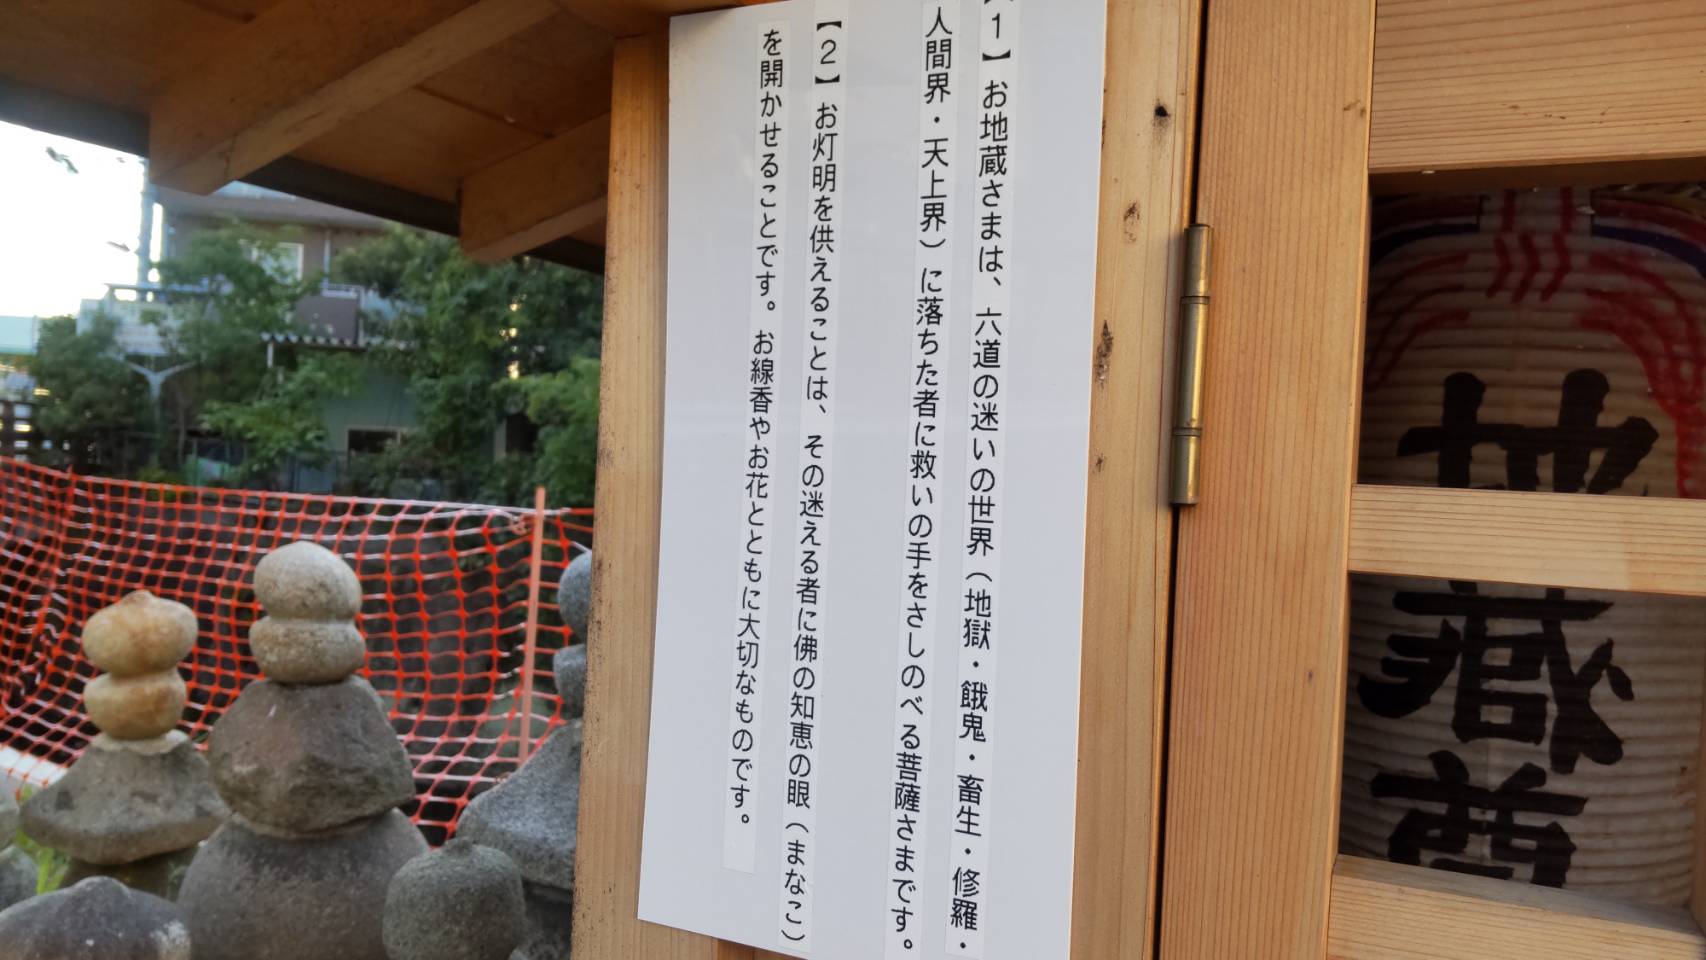 【1】お地蔵さまは、六道の迷いの世界（地獄・餓鬼・畜生・修羅・
人間界・天上界）に落ちた者に救いの手をさしのべる菩薩さまです。
【2】お灯明を供えることは、その迷える者に佛の知恵の眼（まなこ）
を開かせることです。お線香やお花とともに大切なものです。
地蔵尊